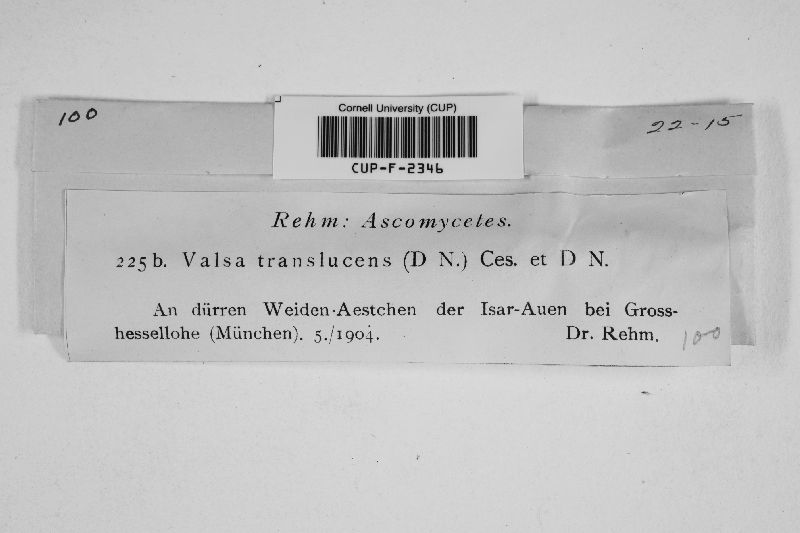 100
22-15
Cornell University (CUP)
CUP-F-2346
Rehm: Ascomycetes.
225b. Valsa translucens (D N.) Ces. et D N.
An dürren Weiden-Aestchen der Isar-Auen bei Gross-
hessellohe (München). 5./1904.
Dr. Rehm.
100